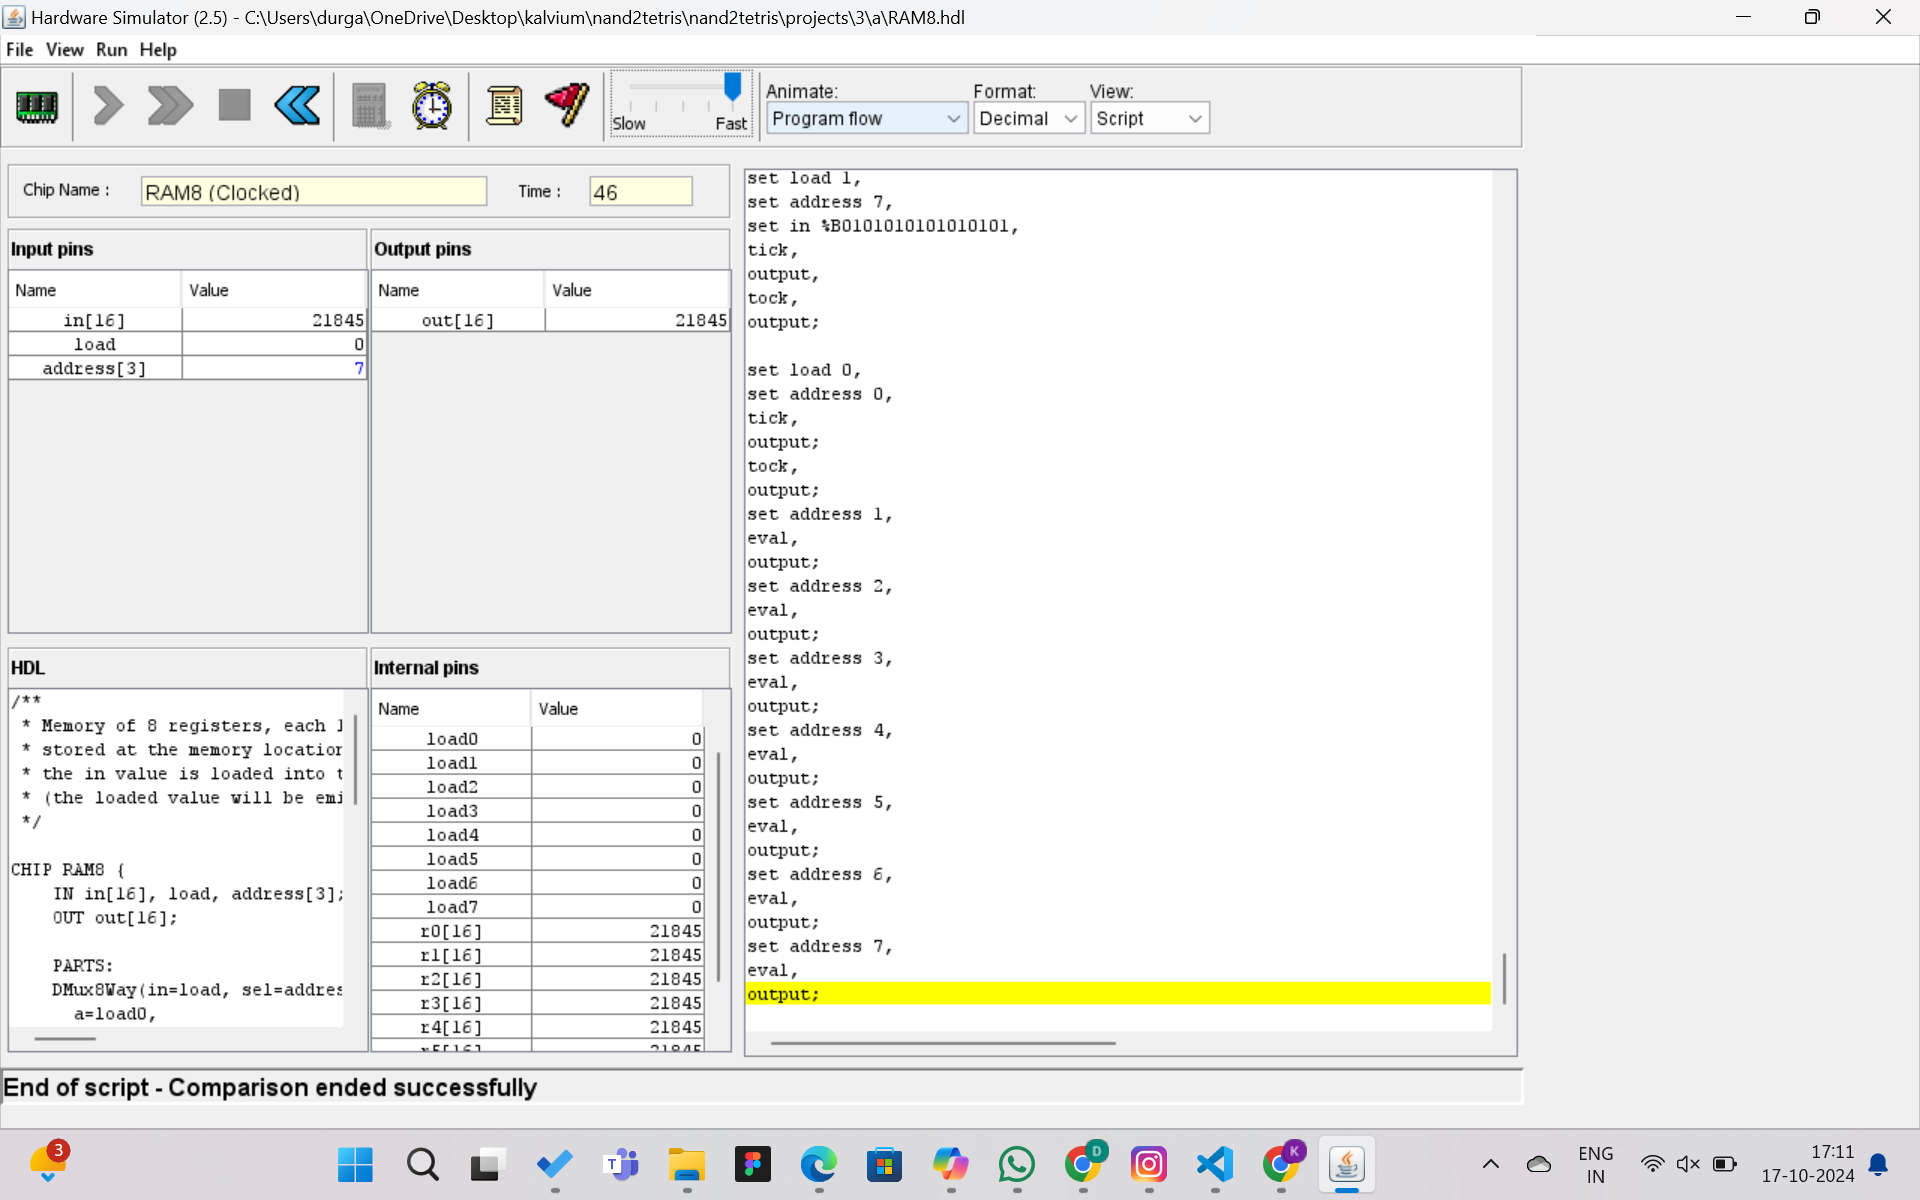 Hardware Simulator (2.5) - C:\Users\durga\OneDrive\Desktop\kalvium\nand2tetris\nand2tetris\projects\3\a\RAM8.hdl
File View Run Help
Slow Fast
Animate: Format: View:
Program flow Decimal Script
Chip Name : RAM8 (Clocked) Time : 46
Input pins
Name Value
in[16] 21845
load 0
address[3] 7
Output pins
Name Value
out[16] 21845
HDL
/**
* Memory of 8 registers, each
* stored at the memory location
* the in value is loaded into
* (the loaded value will be
*/
CHIP RAM8 {
IN in[16], load, address[3];
OUT out[16];
PARTS:
DMux8Way(in=load, sel=addres
a=load0,
Internal pins
Name Value
load0 0
load1 0
load2 0
load3 0
load4 0
load5 0
load6 0
load7 0
r0[16] 21845
r1[16] 21845
r2[16] 21845
r3[16] 21845
r4[16] 21845
set load 1,
set address 7,
set in %B0101010101010101,
tick,
output,
tock,
output;
set load 0,
set address 0,
tick,
output;
tock,
output;
set address 1,
eval,
output;
set address 2,
eval,
output;
set address 3,
eval,
output;
set address 4,
eval,
output;
set address 5,
eval,
output;
set address 6,
eval,
output;
set address 7,
eval,
output;
End of script - Comparison ended successfully
3
D
K
ENG
IN
17:11
17-10-2024